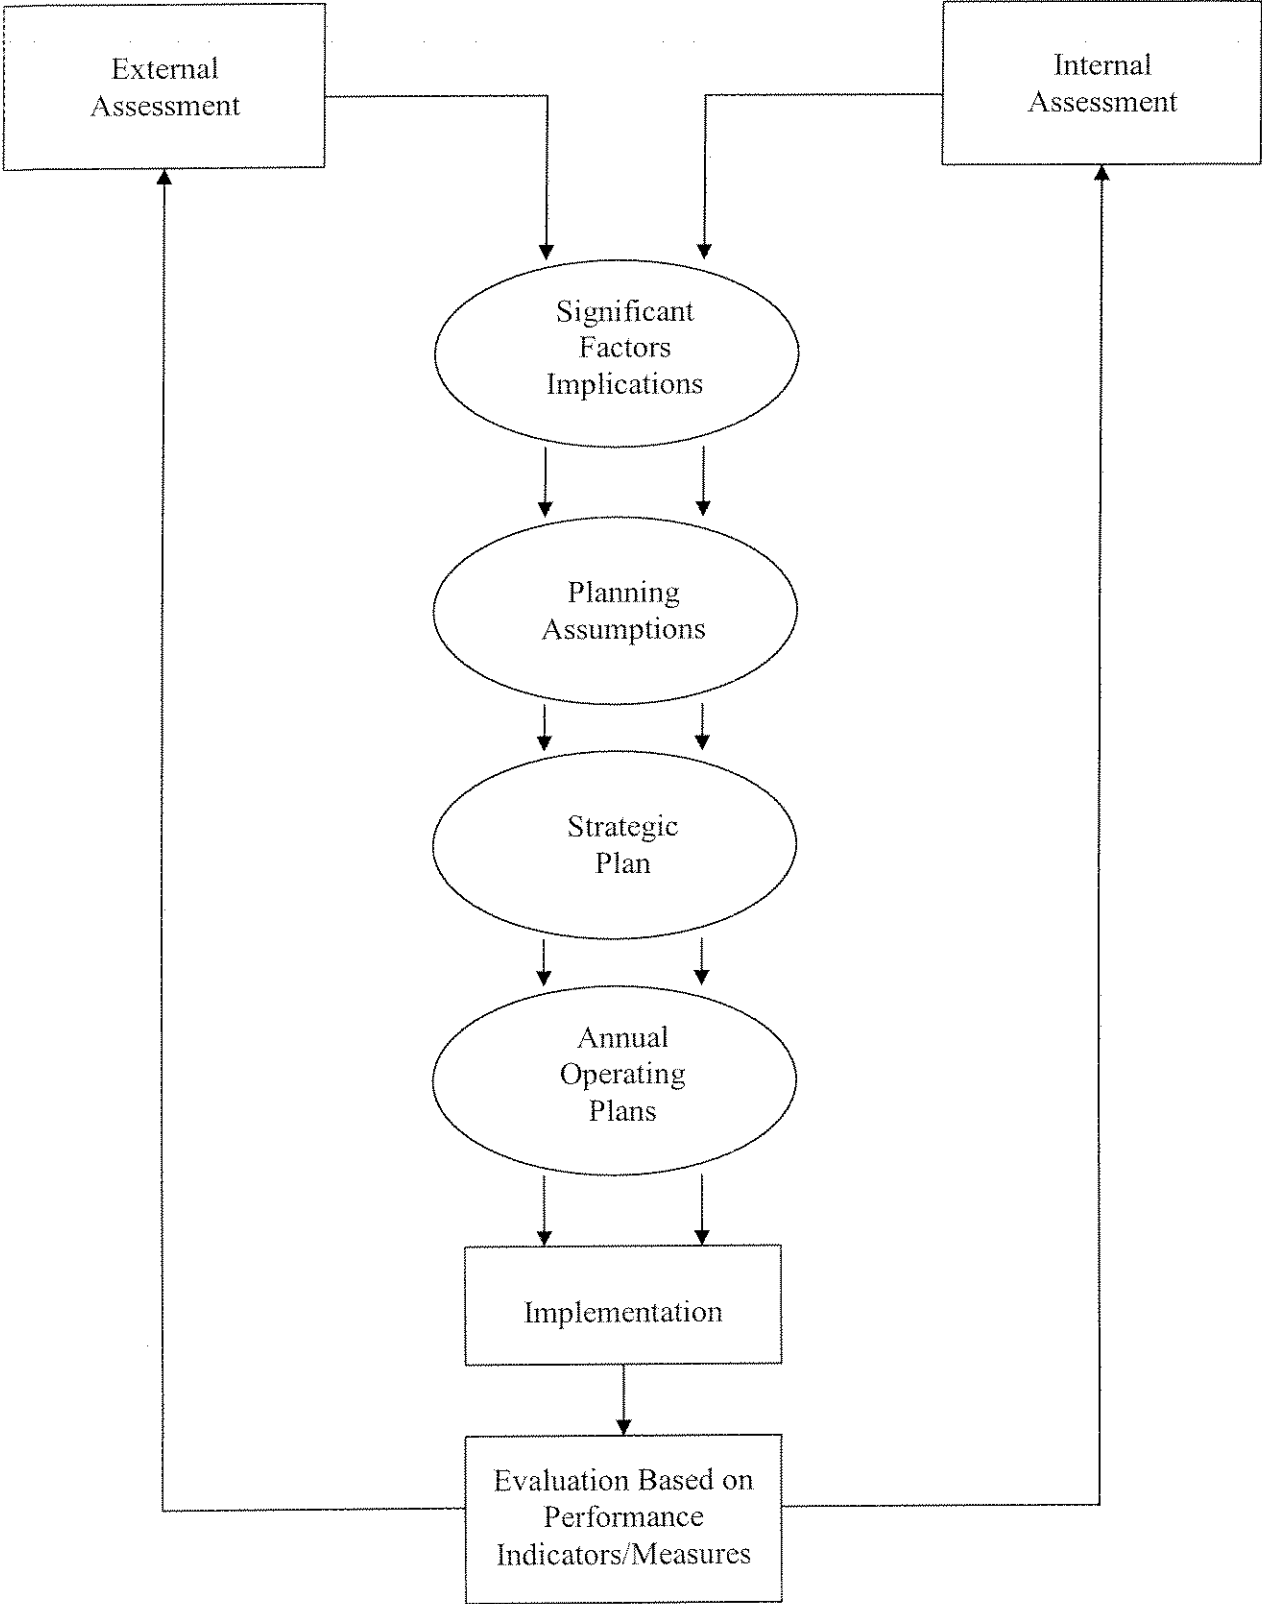 External
Assessment
Internal
Assessment
Significant
Factors
Implications
Planning
Assumptions
Strategic
Plan
Annual
Operating
Plans
Implementation
Evaluation Based on
Performance
Indicators/Measures